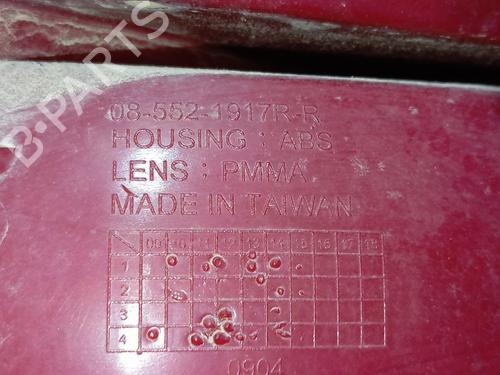 B-PARTS
08-552-1917R-R
HOUSING : ABS
LENS : PMMA
MADE IN TAIWAN
09 10 11 12 13 14 15 16 17 18
1
2
3
4
0904